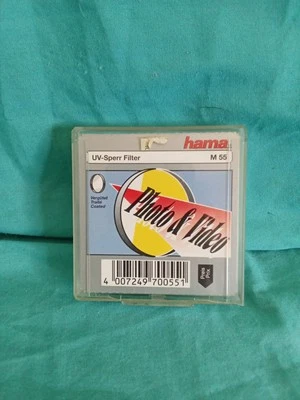 hama
UV-Sperr Filter M 55
Photo & Video
4 007249 700551